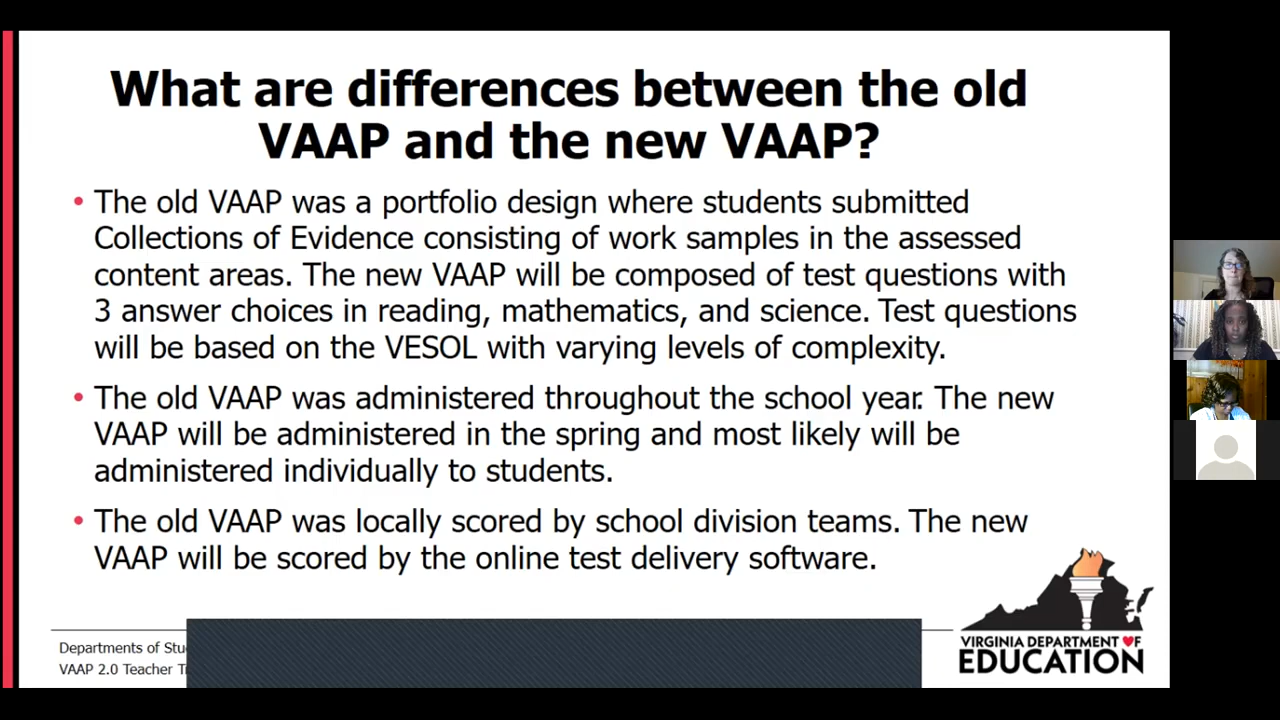 What are differences between the old
VAAP and the new VAAP?
• The old VAAP was a portfolio design where students submitted
Collections of Evidence consisting of work samples in the assessed
content areas. The new VAAP will be composed of test questions with
3 answer choices in reading, mathematics, and science. Test questions
will be based on the VESOL with varying levels of complexity.
• The old VAAP was administered throughout the school year. The new
VAAP will be administered in the spring and most likely will be
administered individually to students.
• The old VAAP was locally scored by school division teams. The new
VAAP will be scored by the online test delivery software.
Departments of
VAAP 2.0 Teacher
VIRGINIA DEPARTMENT OF
EDUCATION